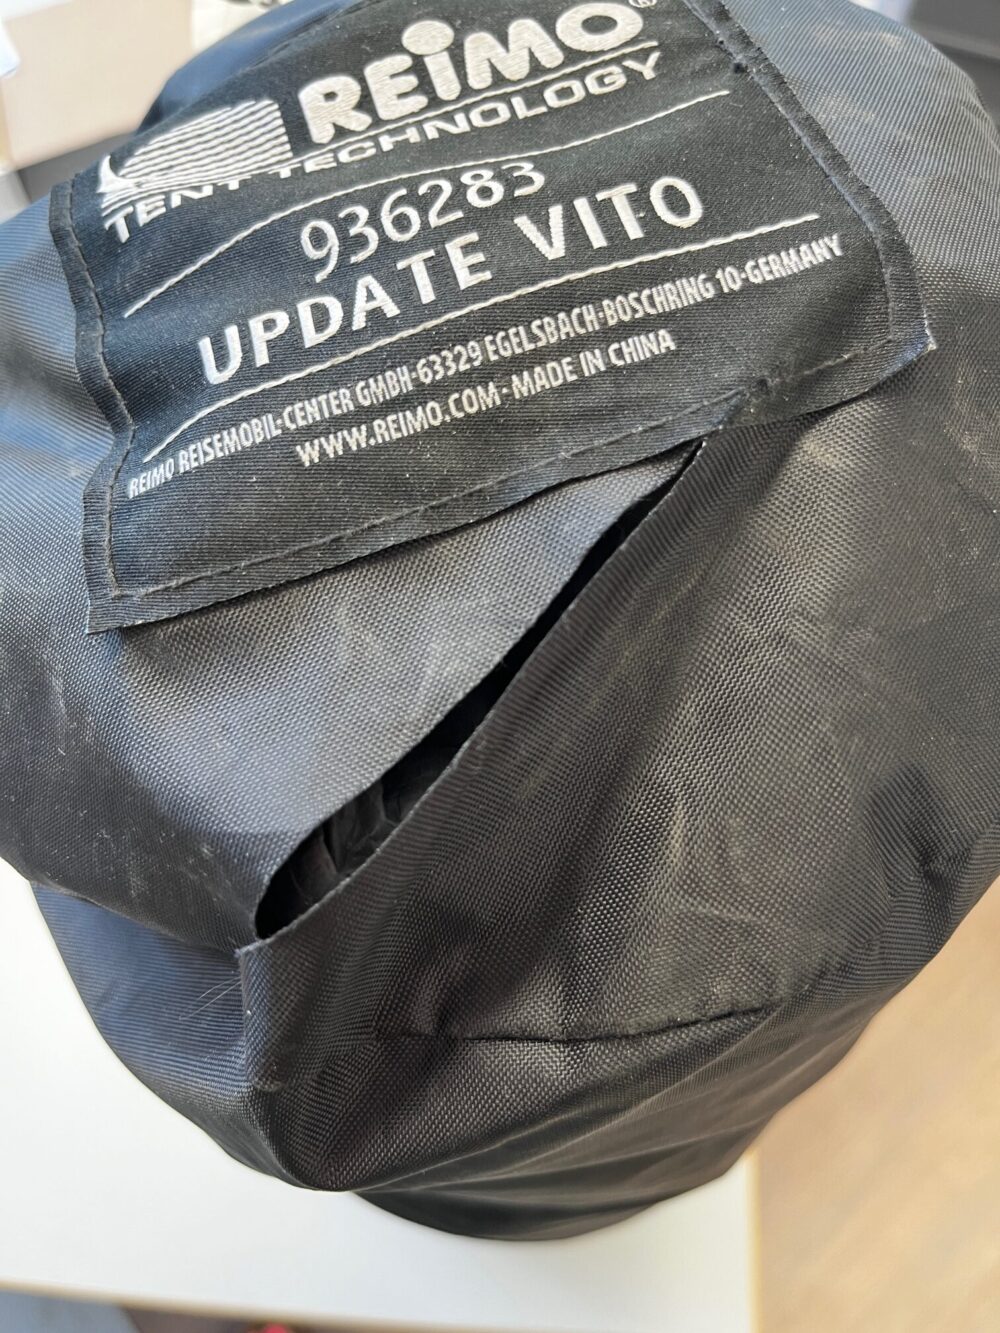 REiMO®
TENT TECHNOLOGY
936283
UPDATE VITO
REIMO REISEMOBIL-CENTER GMBH-63329 EGELSBACH-BOSCHRING 10-GERMANY
WWW.REIMO.COM-MADE IN CHINA